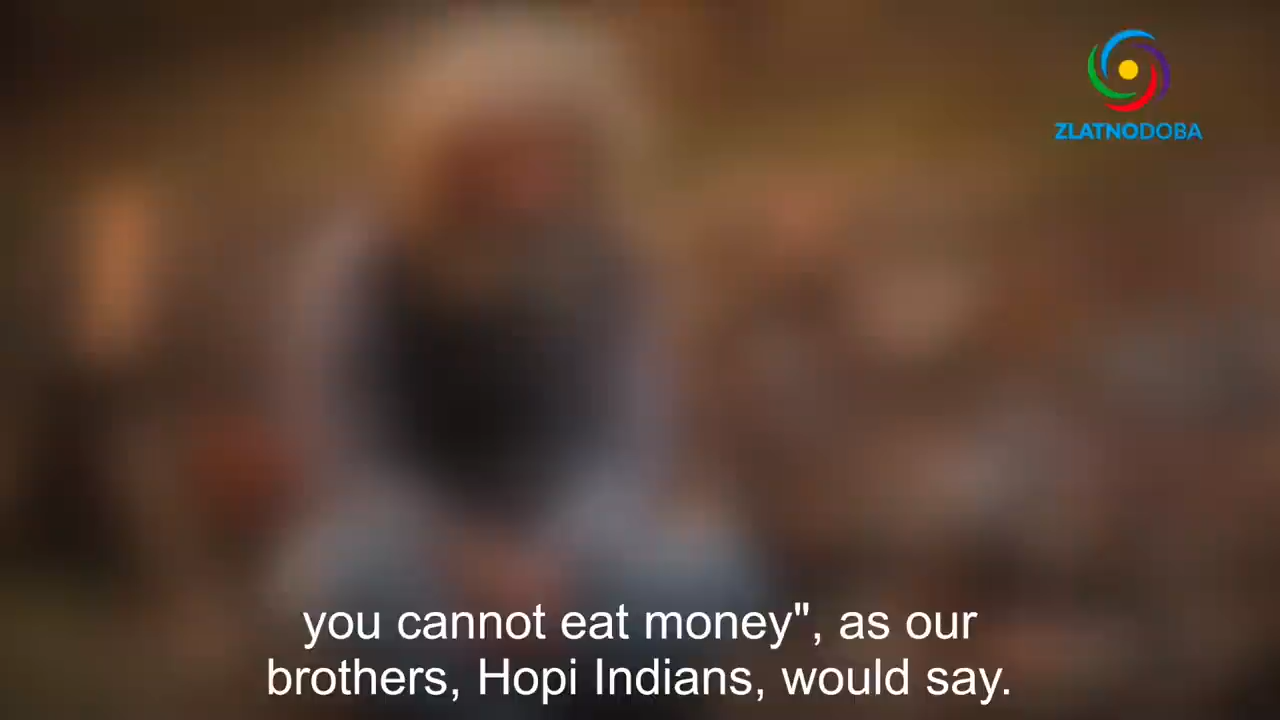 ZLATNODOBA
you cannot eat money", as our
brothers, Hopi Indians, would say.